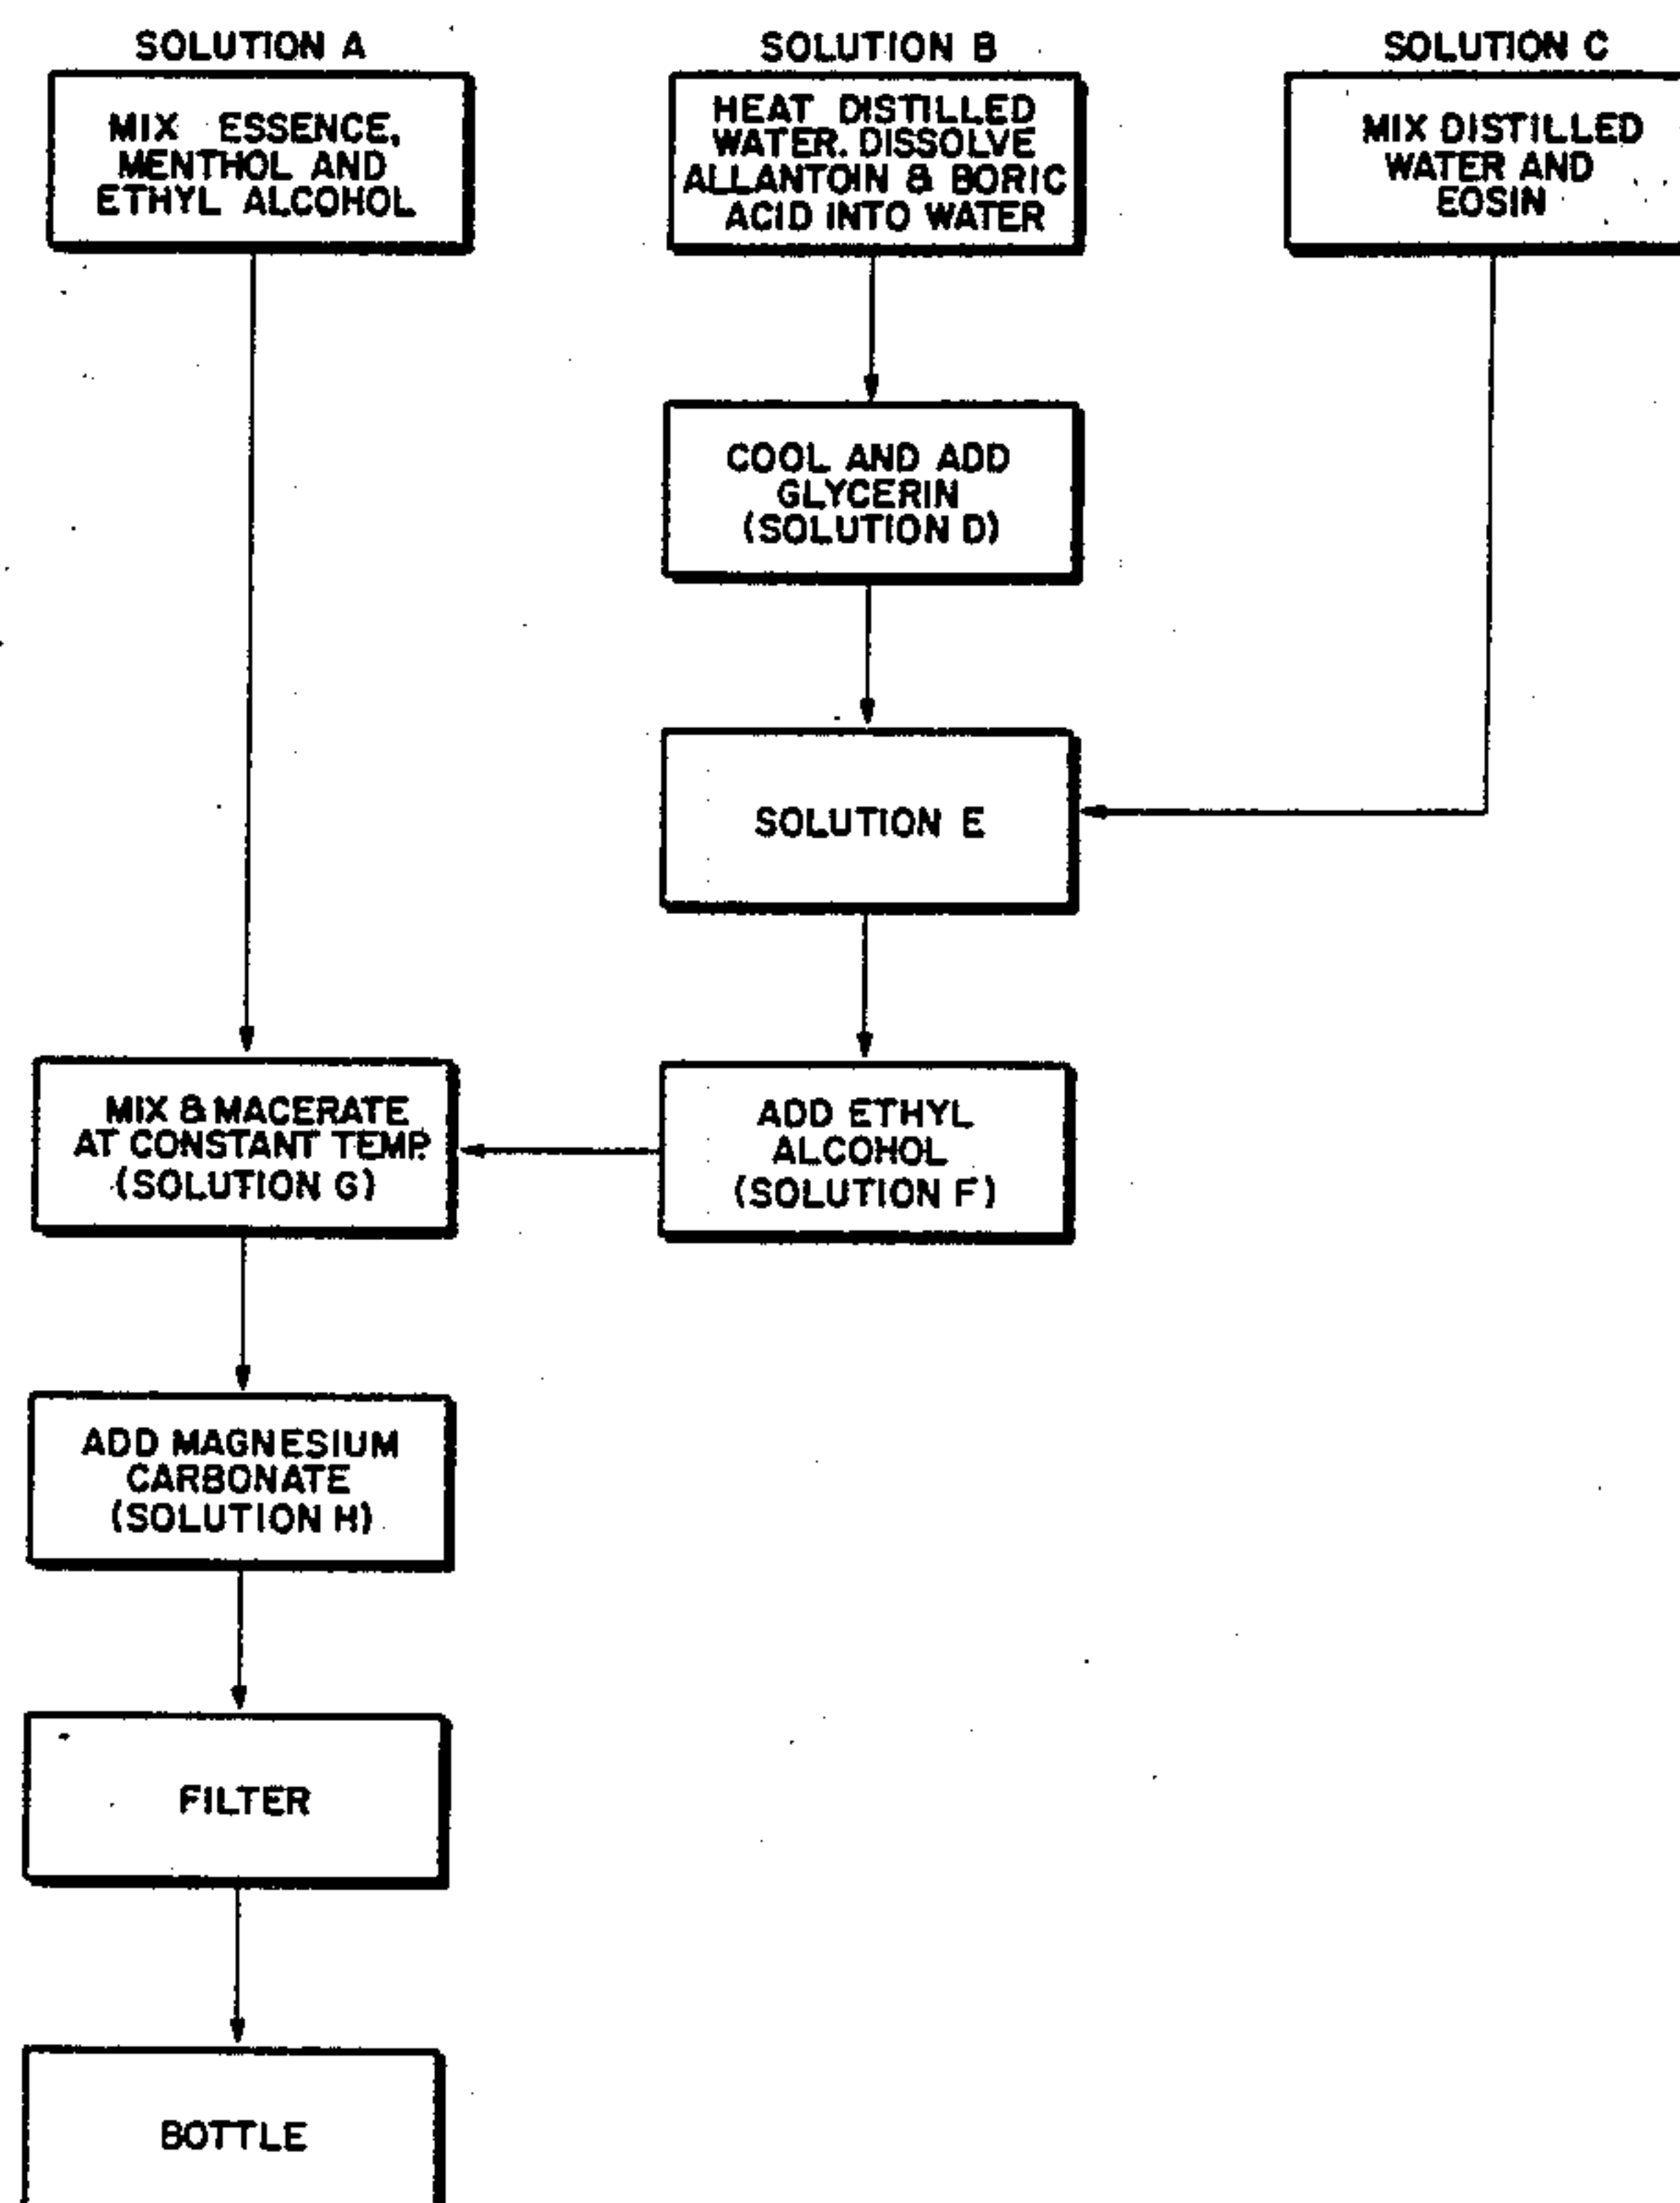 SOLUTION A
MIX ESSENCE,
MENTHOL AND
ETHYL ALCOHOL
SOLUTION B
HEAT DISTILLED
WATER. DISSOLVE
ALLANTOIN & BORIC
ACID INTO WATER
SOLUTION C
MIX DISTILLED
WATER AND
EOSIN
COOL AND ADD
GLYCERIN
(SOLUTION D)
SOLUTION E
MIX & MACERATE
AT CONSTANT TEMP.
(SOLUTION G)
ADD ETHYL
ALCOHOL
(SOLUTION F)
ADD MAGNESIUM
CARBONATE
(SOLUTION H)
FILTER
BOTTLE